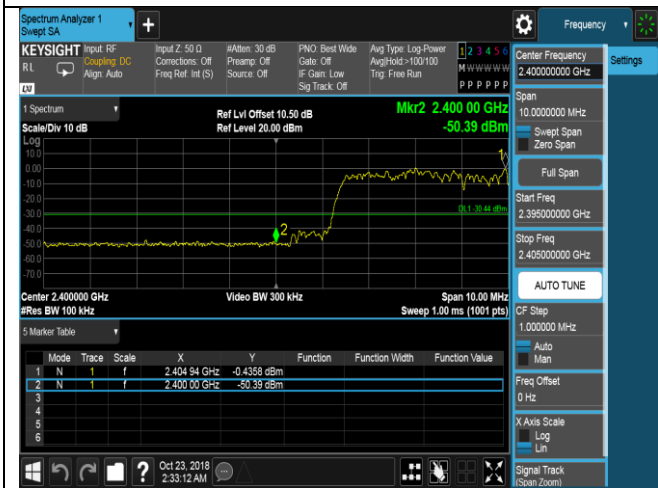 Spectrum Analyzer 1
Swept SA
+
Frequency
KEYSIGHT
RL
LXI
Input: RF
Coupling: DC
Align: Auto
Input Z: 50 Ω
Corrections: Off
Freq Ref: Int (S)
#Atten: 30 dB
Preamp: Off
Source: Off
PNO: Best Wide
Gate: Off
IF Gain: Low
Sig Track: Off
Avg Type: Log-Power
Avg|Hold:>100/100
Trig: Free Run
1 2 3 4 5 6
M W W W W W
P P P P P P
1 Spectrum
Scale/Div 10 dB
Ref Lvl Offset 10.50 dB
Ref Level 20.00 dBm
Mkr2 2.400 00 GHz
-50.39 dBm
Log
10.0
0.00
-10.0
-20.0
-30.0
-40.0
-50.0
-60.0
-70.0
1
2
DL1 -30.44 dBm
Center 2.400000 GHz
#Res BW 100 kHz
Video BW 300 kHz
Span 10.00 MHz
Sweep 1.00 ms (1001 pts)
5 Marker Table
Mode Trace Scale X Y Function Function Width Function Value
1 N 1 f 2.404 94 GHz -0.4358 dBm
2 N 1 f 2.400 00 GHz -50.39 dBm
3
4
5
6
Oct 23, 2018
2:33:12 AM
?
Center Frequency
2.400000000 GHz
Settings
Span
10.0000000 MHz
Swept Span
Zero Span
Full Span
Start Freq
2.395000000 GHz
Stop Freq
2.405000000 GHz
AUTO TUNE
CF Step
1.000000 MHz
Auto
Man
Freq Offset
0 Hz
X Axis Scale
Log
Lin
Signal Track
(Span Zoom)